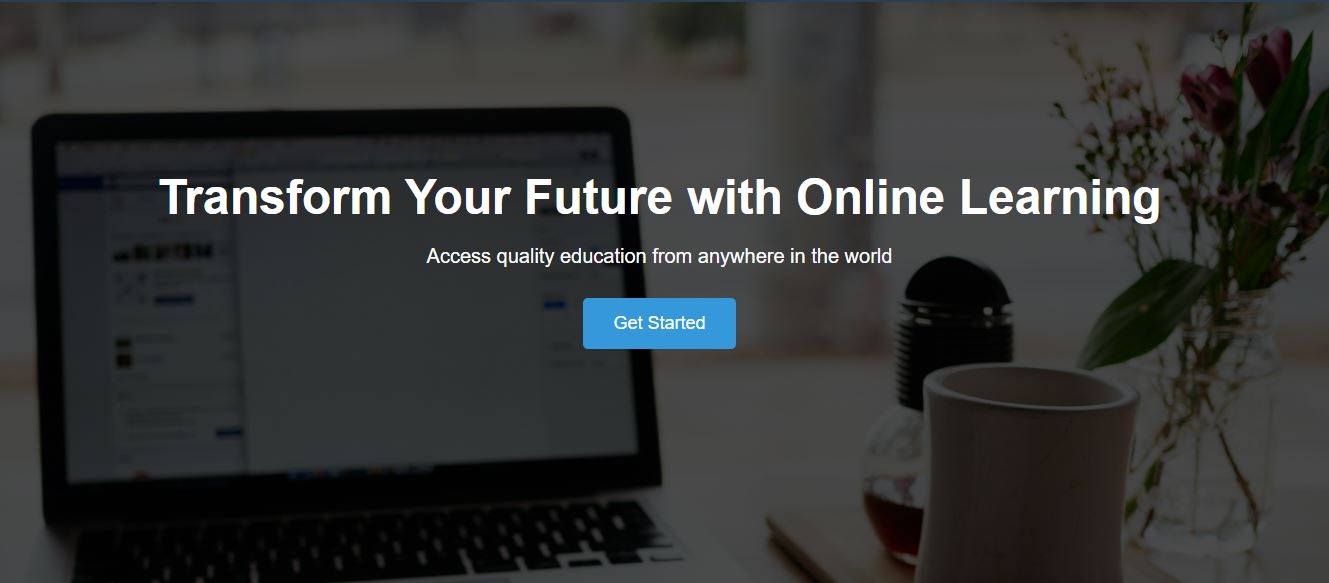 Transform Your Future with Online Learning
Access quality education from anywhere in the world
Get Started